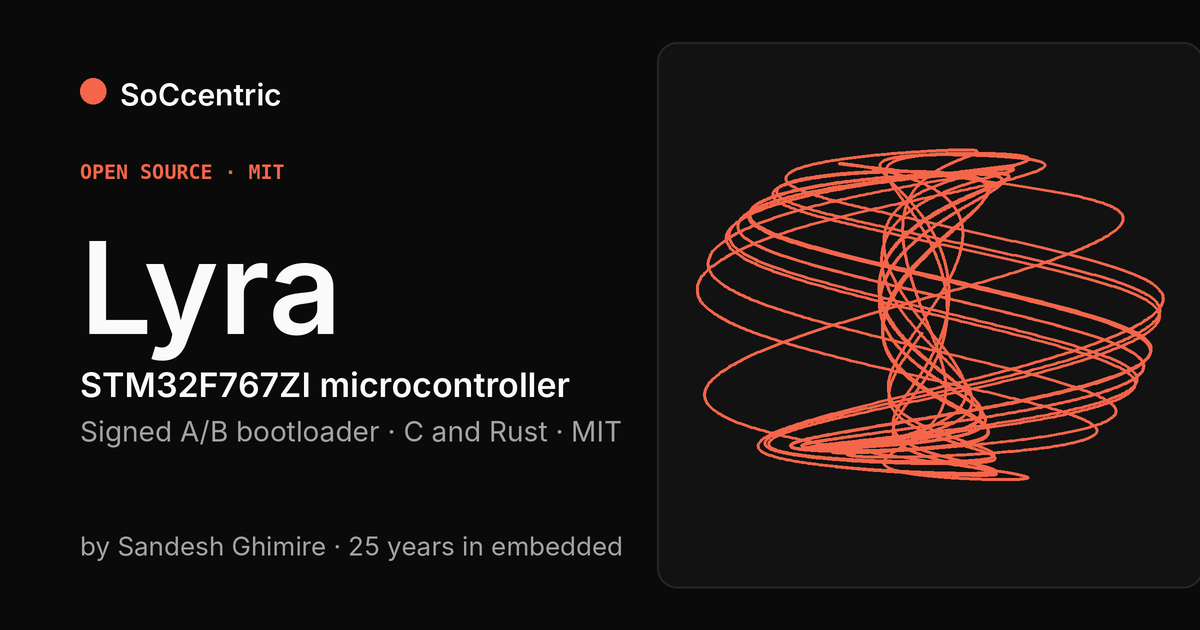 SoCcentric
OPEN SOURCE · MIT
Lyra
STM32F767ZI microcontroller
Signed A/B bootloader · C and Rust · MIT
by Sandesh Ghimire · 25 years in embedded